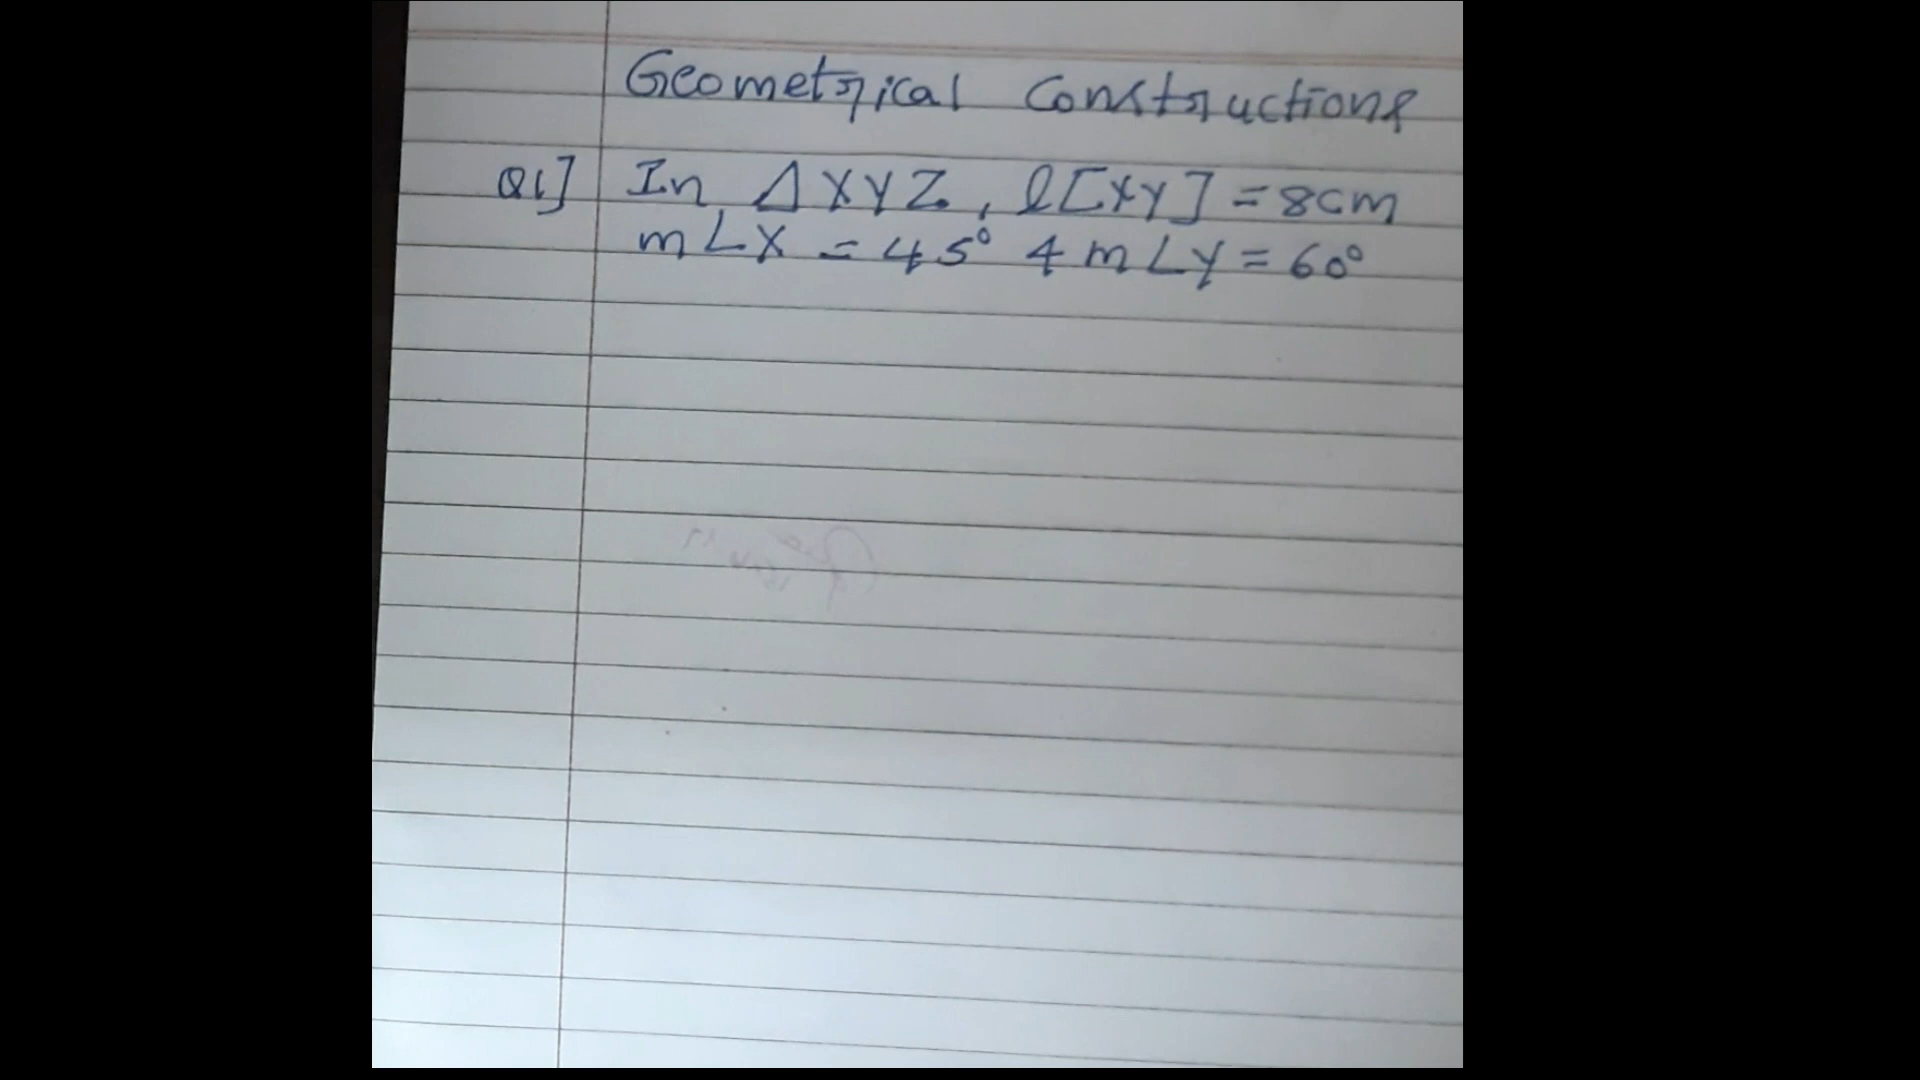 Geometrical Constructions
Q1] In △XYZ, l[XY] = 8cm
m∠X = 45° & m∠Y = 60°